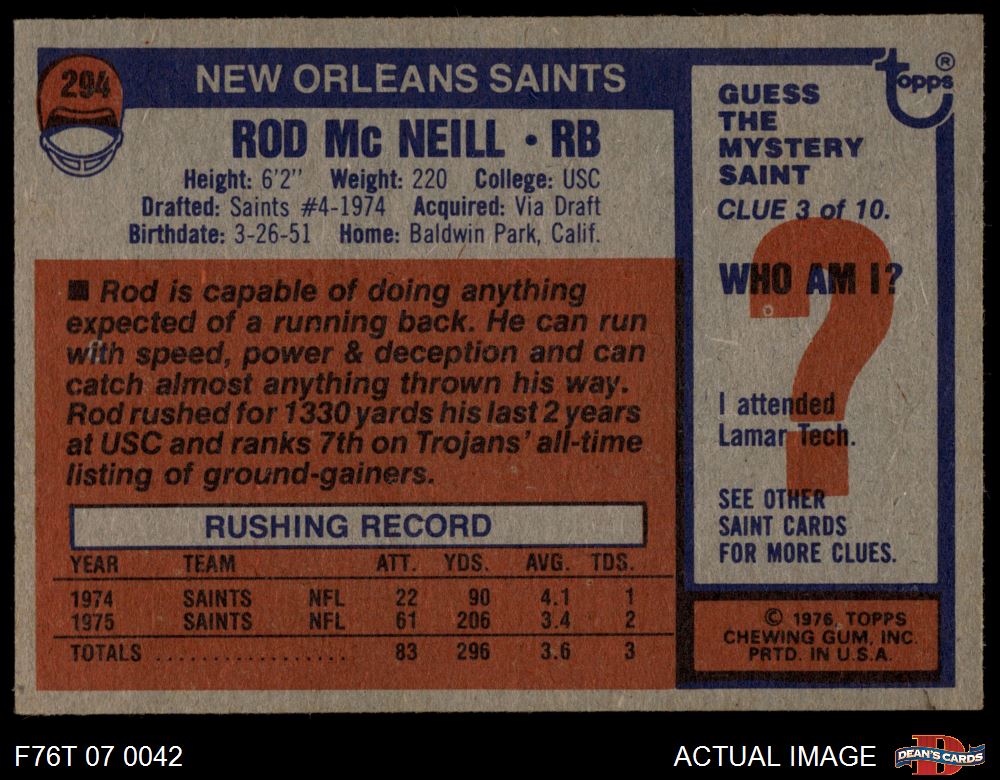 294
NEW ORLEANS SAINTS
ROD Mc NEILL • RB
Height: 6'2'' Weight: 220 College: USC
Drafted: Saints #4-1974 Acquired: Via Draft
Birthdate: 3-26-51 Home: Baldwin Park, Calif.
■ Rod is capable of doing anything
expected of a running back. He can run
with speed, power & deception and can
catch almost anything thrown his way.
Rod rushed for 1330 yards his last 2 years
at USC and ranks 7th on Trojans' all-time
listing of ground-gainers.
RUSHING RECORD
YEAR TEAM ATT. YDS. AVG. TDS.
1974 SAINTS NFL 22 90 4.1 1
1975 SAINTS NFL 61 206 3.4 2
TOTALS .................. 83 296 3.6 3
Topps ®
GUESS
THE
MYSTERY
SAINT
CLUE 3 of 10.
WHO AM I?
?
I attended
Lamar Tech.
SEE OTHER
SAINT CARDS
FOR MORE CLUES.
© 1976 TOPPS
CHEWING GUM, INC.
PRTD. IN U.S.A.
F76T 07 0042
ACTUAL IMAGE
D
DEAN'S CARDS